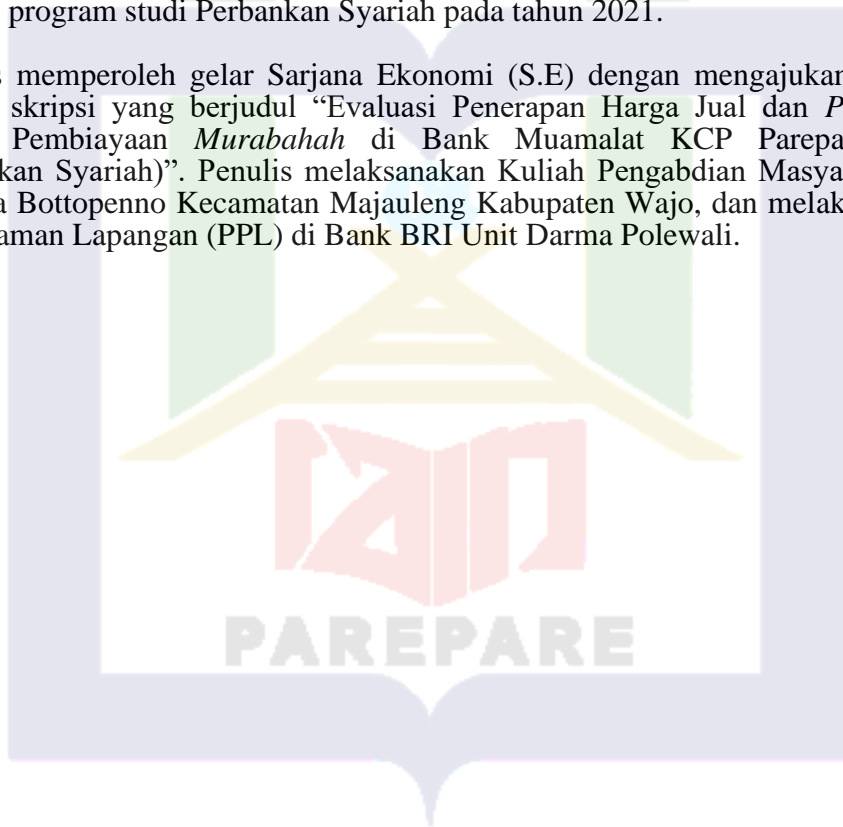 program studi Perbankan Syariah pada tahun 2021.
memperoleh gelar Sarjana Ekonomi (S.E) dengan mengajukan
skripsi yang berjudul “Evaluasi Penerapan Harga Jual dan
Pembiayaan Murabahah di Bank Muamalat KCP
Syariah)”. Penulis melaksanakan Kuliah Pengabdian
Bottopenno Kecamatan Majauleng Kabupaten Wajo, dan
Lapangan (PPL) di Bank BRI Unit Darma Polewali.
iain
PAREPARE